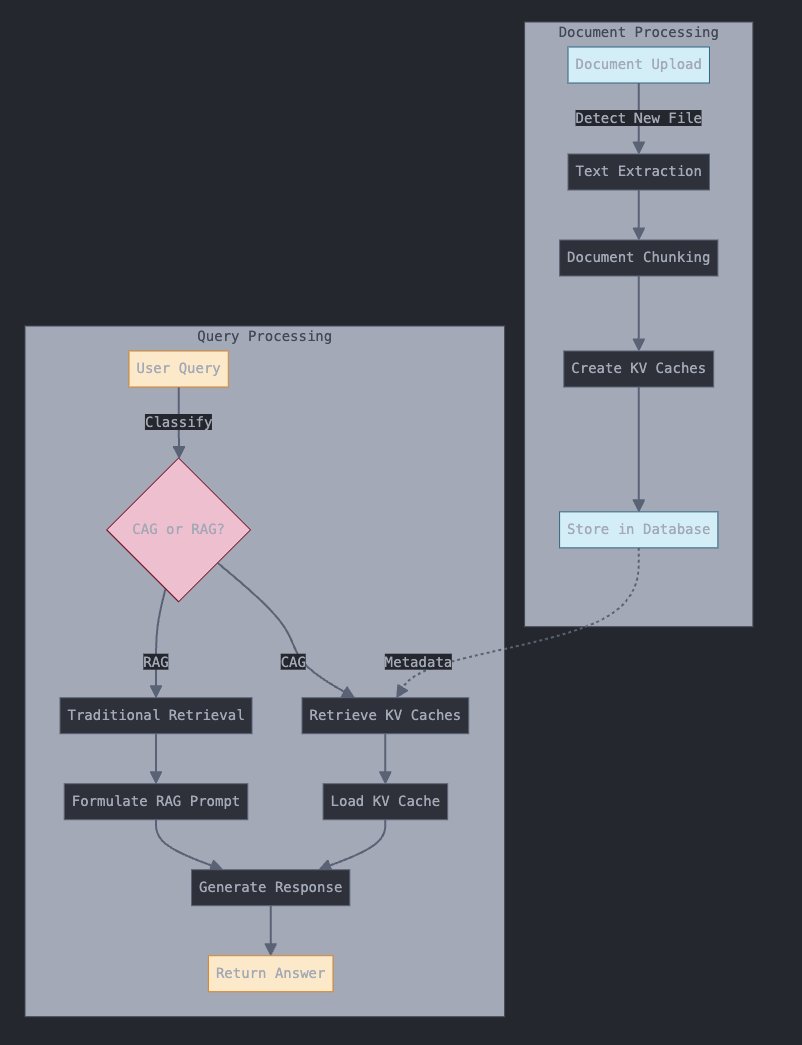 Document Processing
Document Upload
Detect New File
Text Extraction
Document Chunking
Create KV Caches
Store in Database
Query Processing
User Query
Classify
CAG or RAG?
RAG
CAG
Metadata
Traditional Retrieval
Retrieve KV Caches
Formulate RAG Prompt
Load KV Cache
Generate Response
Return Answer